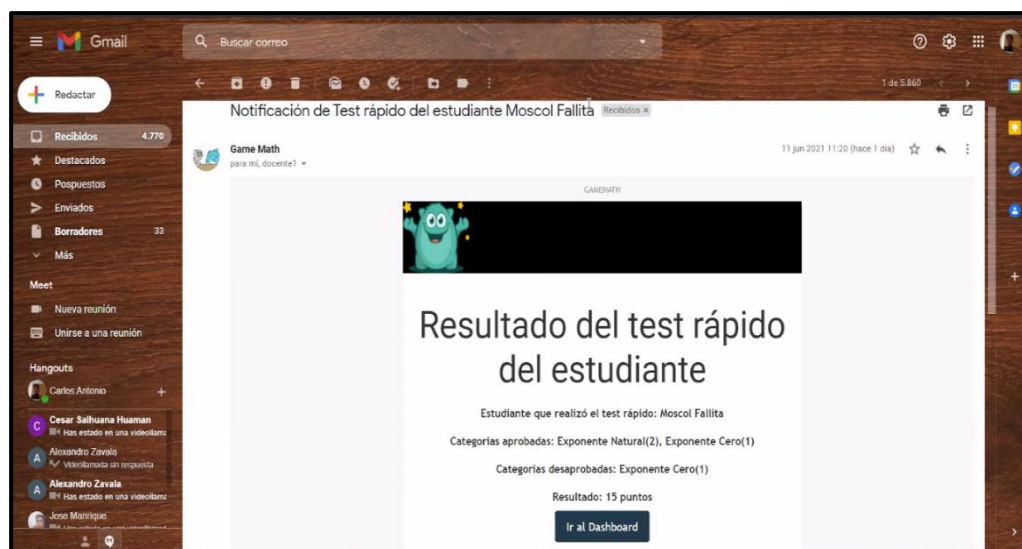 Gmail
Buscar correo
Redactar
1 de 5.860
Notificación de Test rápido del estudiante Moscol Fallita Recibidos ×
Recibidos 4.770
Destacados
Pospuestos
Enviados
Borradores 33
Más
Meet
Nueva reunión
Unirse a una reunión
Hangouts
Carlos Antonio
C
Cesar Salhuana Huaman
Has estado en una videollama
A
Alexandro Zavala
Videollamada sin respuesta
A
Alexandro Zavala
Has estado en una videollama
Jose Manrique
Game Math
para mí, docente1
11 jun 2021 11:20 (hace 1 día)
GAMEMATH
Resultado del test rápido
del estudiante
Estudiante que realizó el test rápido: Moscol Fallita
Categorias aprobadas: Exponente Natural(2), Exponente Cero(1)
Categorias desaprobadas: Exponente Cero(1)
Resultado: 15 puntos
Ir al Dashboard